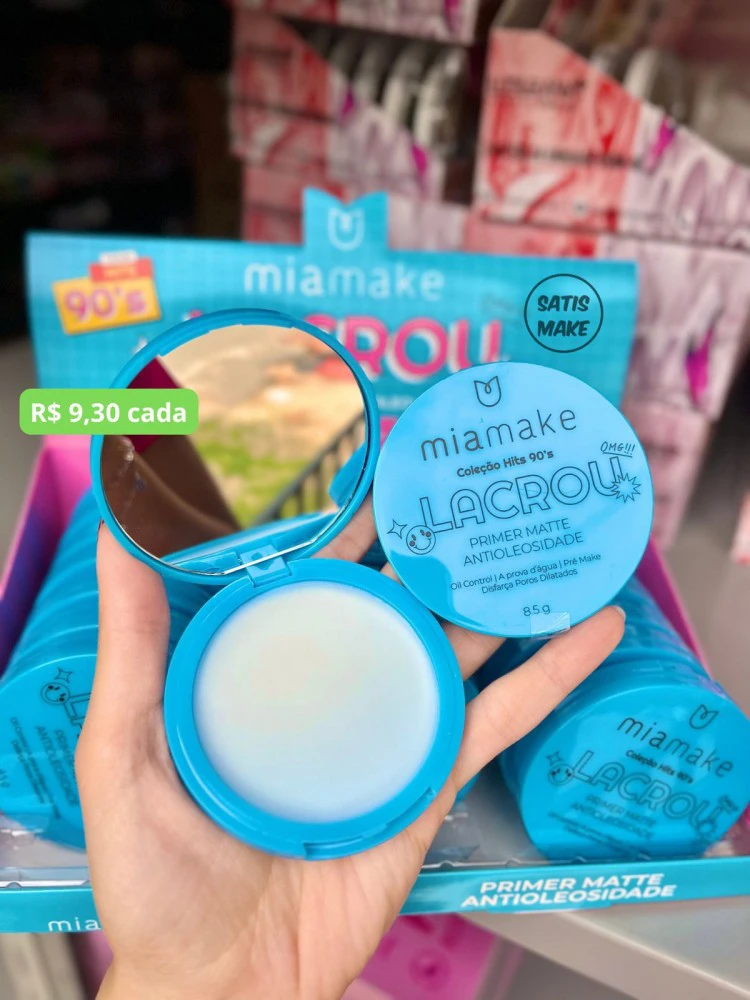 miamake
90's
LACROU
SATIS
MAKE
R$ 9,30 cada
miamake
Coleção Hits 90's
OMG!!!
LACROU
PRIMER MATTE
ANTIOLEOSIDADE
Oil Control | A prova d'água | Pré Make
Disfarça Poros Dilatados
8.5 g
miamake
Coleção Hits 90's
LACROU
PRIMER MATTE
ANTIOLEOSIDADE
PRIMER MATTE
ANTIOLEOSIDADE
mia